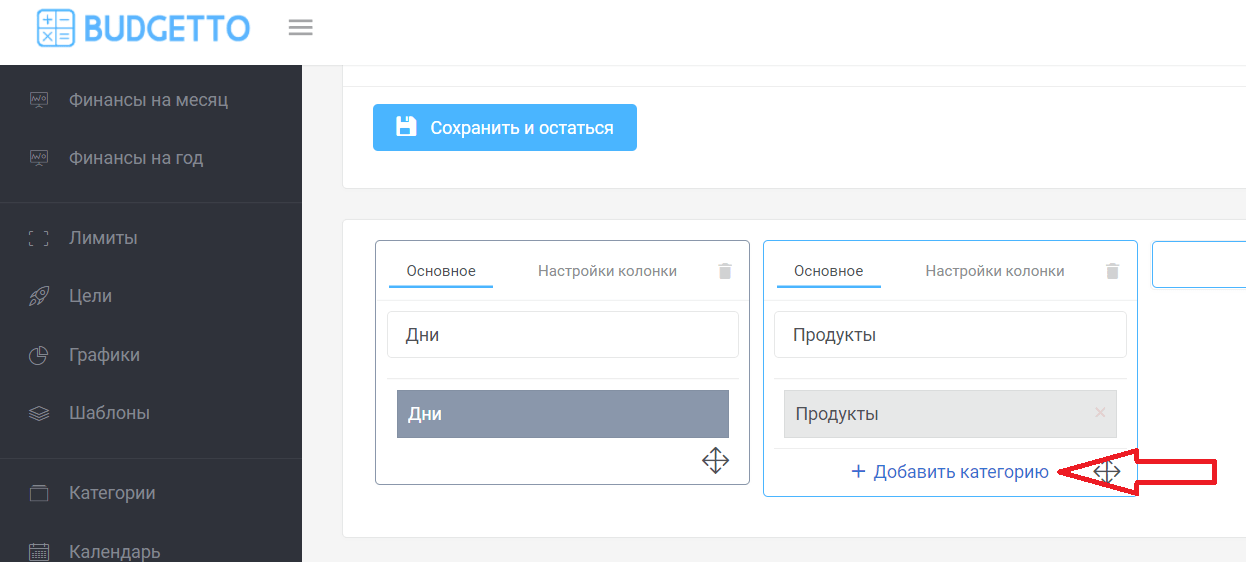 BUDGETTO
Финансы на месяц
Финансы на год
Лимиты
Цели
Графики
Шаблоны
Категории
Календарь
Сохранить и остаться
Основное Настройки колонки
Дни
Дни
Основное Настройки колонки
Продукты
Продукты ×
+ Добавить категорию